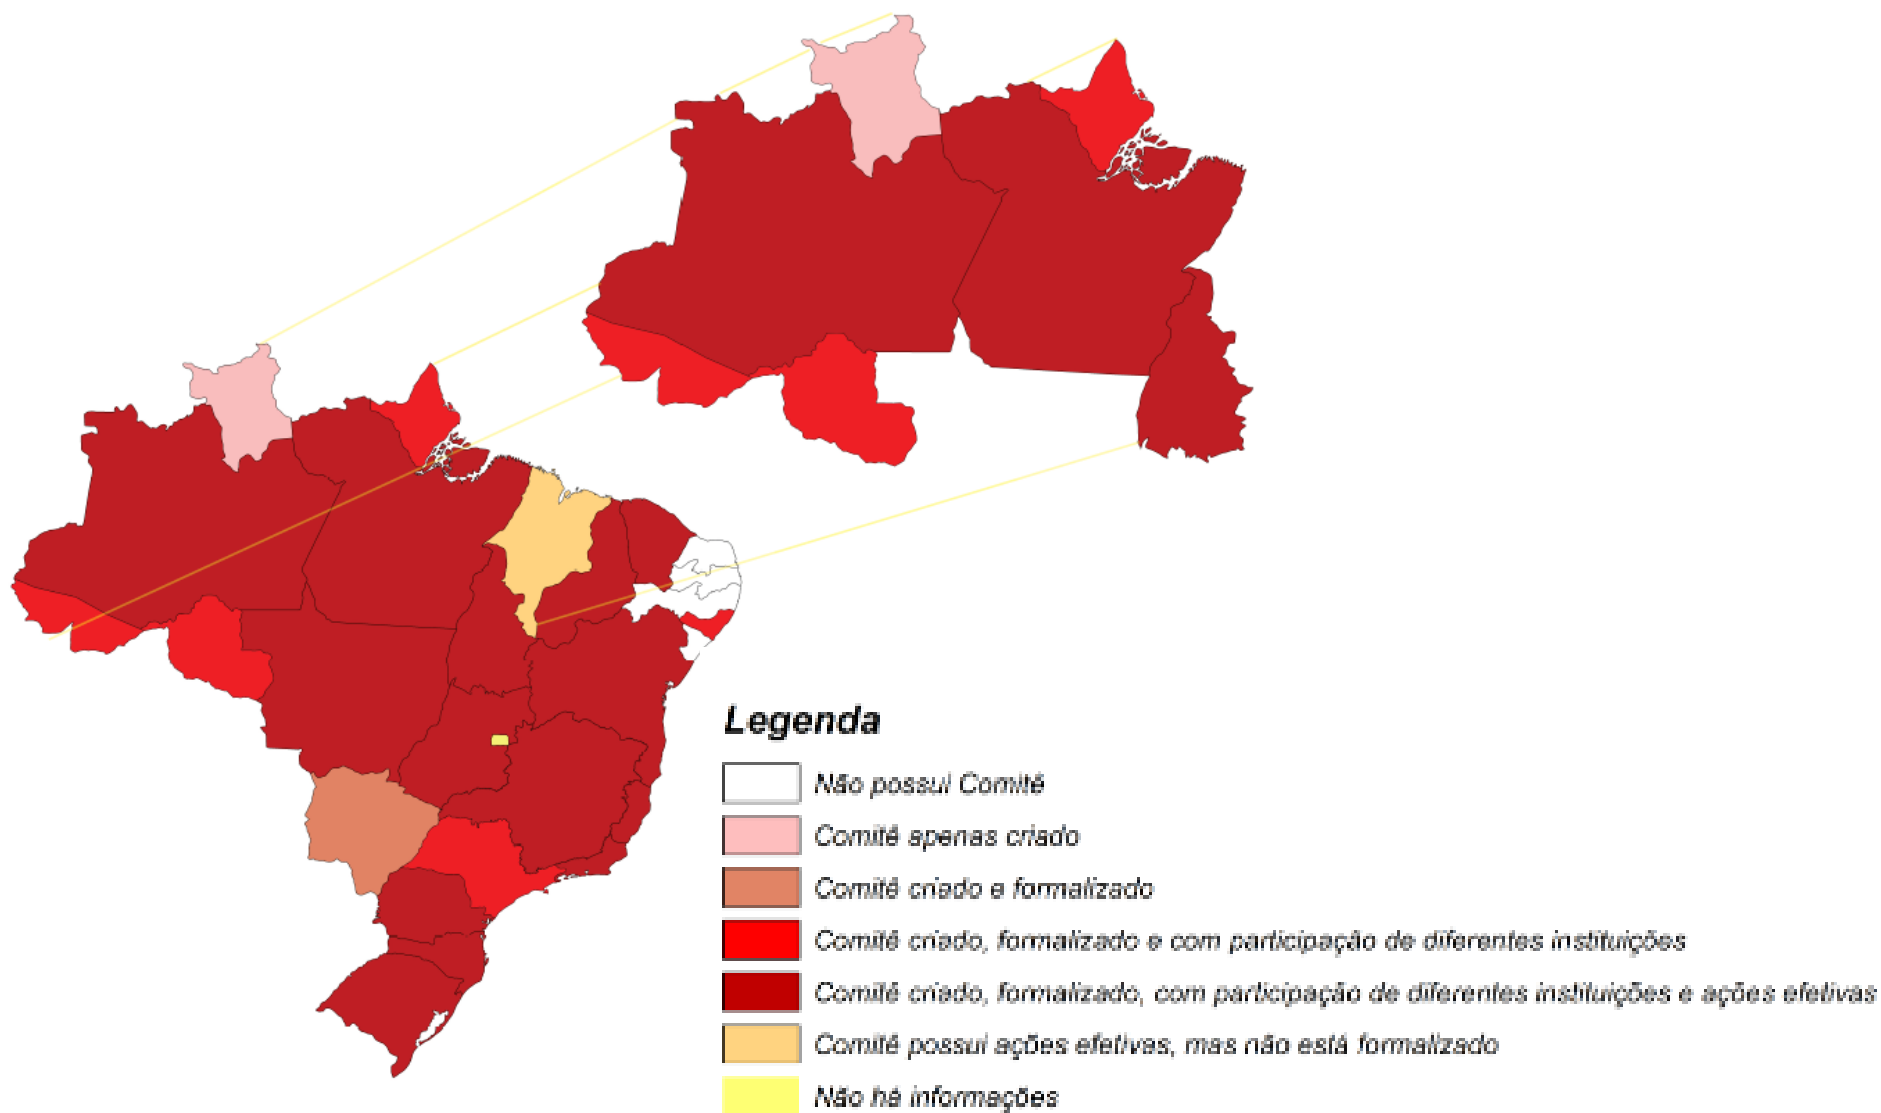 Legenda
Não possui Comitê
Comitê apenas criado
Comitê criado e formalizado
Comitê criado, formalizado e com participação de diferentes instituições
Comitê criado, formalizado, com participação de diferentes instituições e ações efetivas
Comitê possui ações efetivas, mas não está formalizado
Não há informações